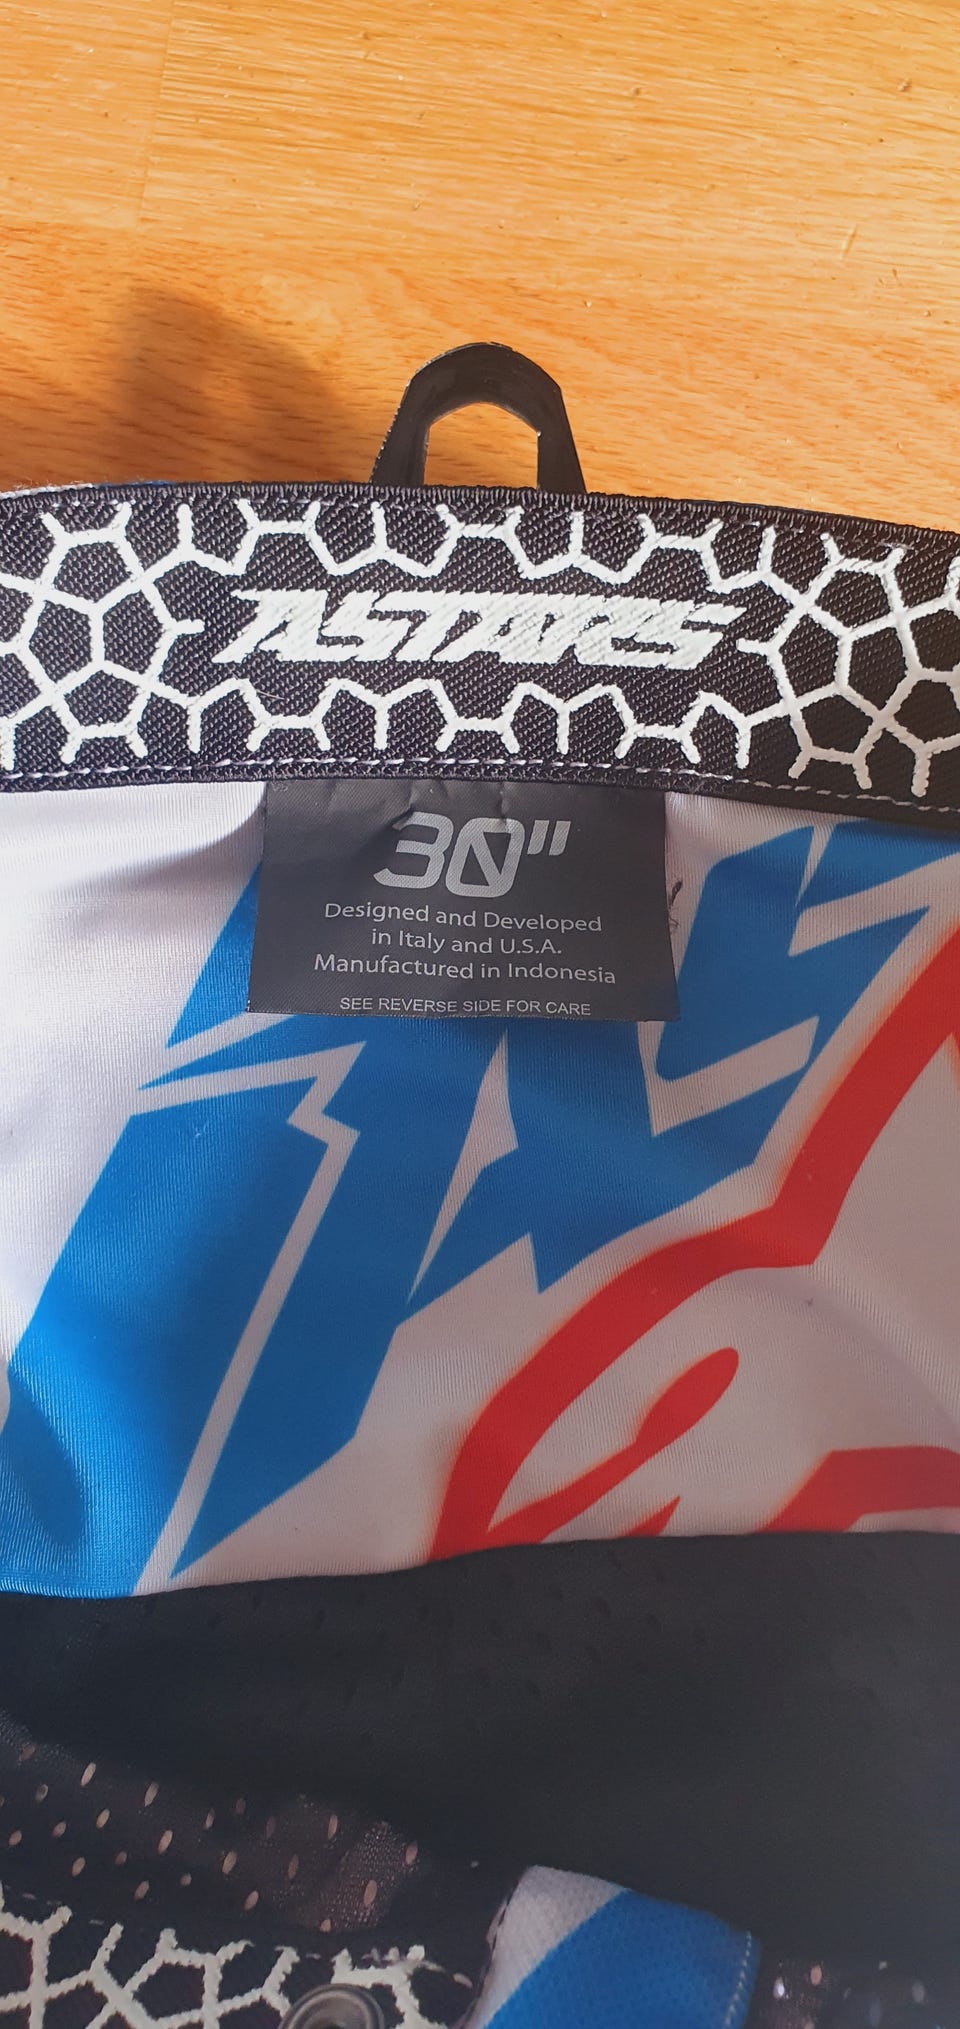 ASTARS
30"
Designed and Developed
in Italy and U.S.A.
Manufactured in Indonesia
SEE REVERSE SIDE FOR CARE